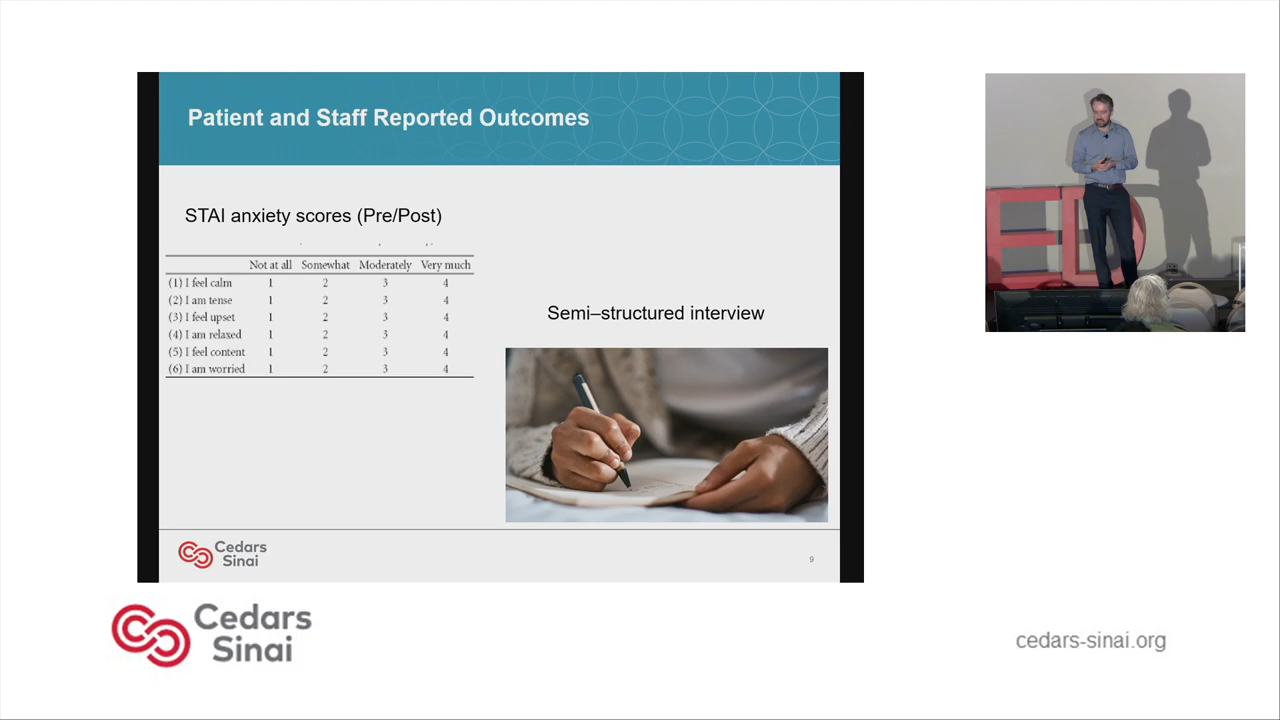 Patient and Staff Reported Outcomes
STAI anxiety scores (Pre/Post)
Not at all Somewhat Moderately Very much
(1) I feel calm 1 2 3 4
(2) I am tense 1 2 3 4
(3) I feel upset 1 2 3 4
(4) I am relaxed 1 2 3 4
(5) I feel content 1 2 3 4
(6) I am worried 1 2 3 4
Semi–structured interview
Cedars
Sinai
9
ED
Cedars
Sinai
cedars-sinai.org